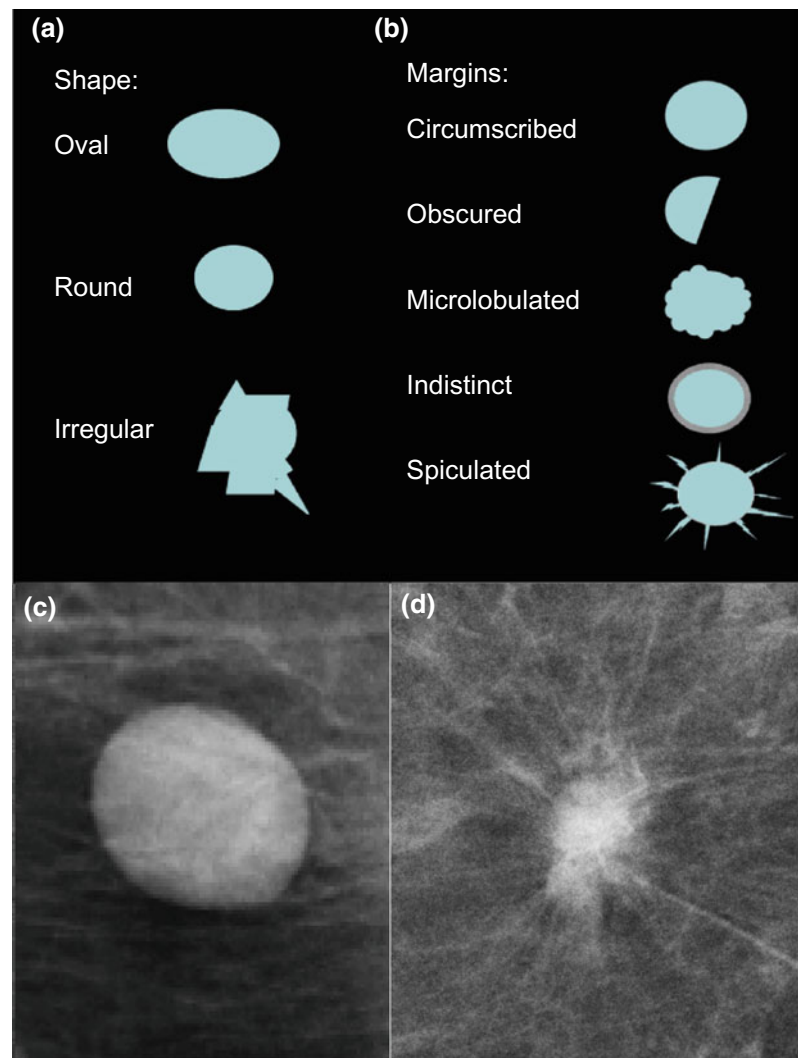 (a)
Shape:
Oval
Round
Irregular
(b)
Margins:
Circumscribed
Obscured
Microlobulated
Indistinct
Spiculated
(c)
(d)